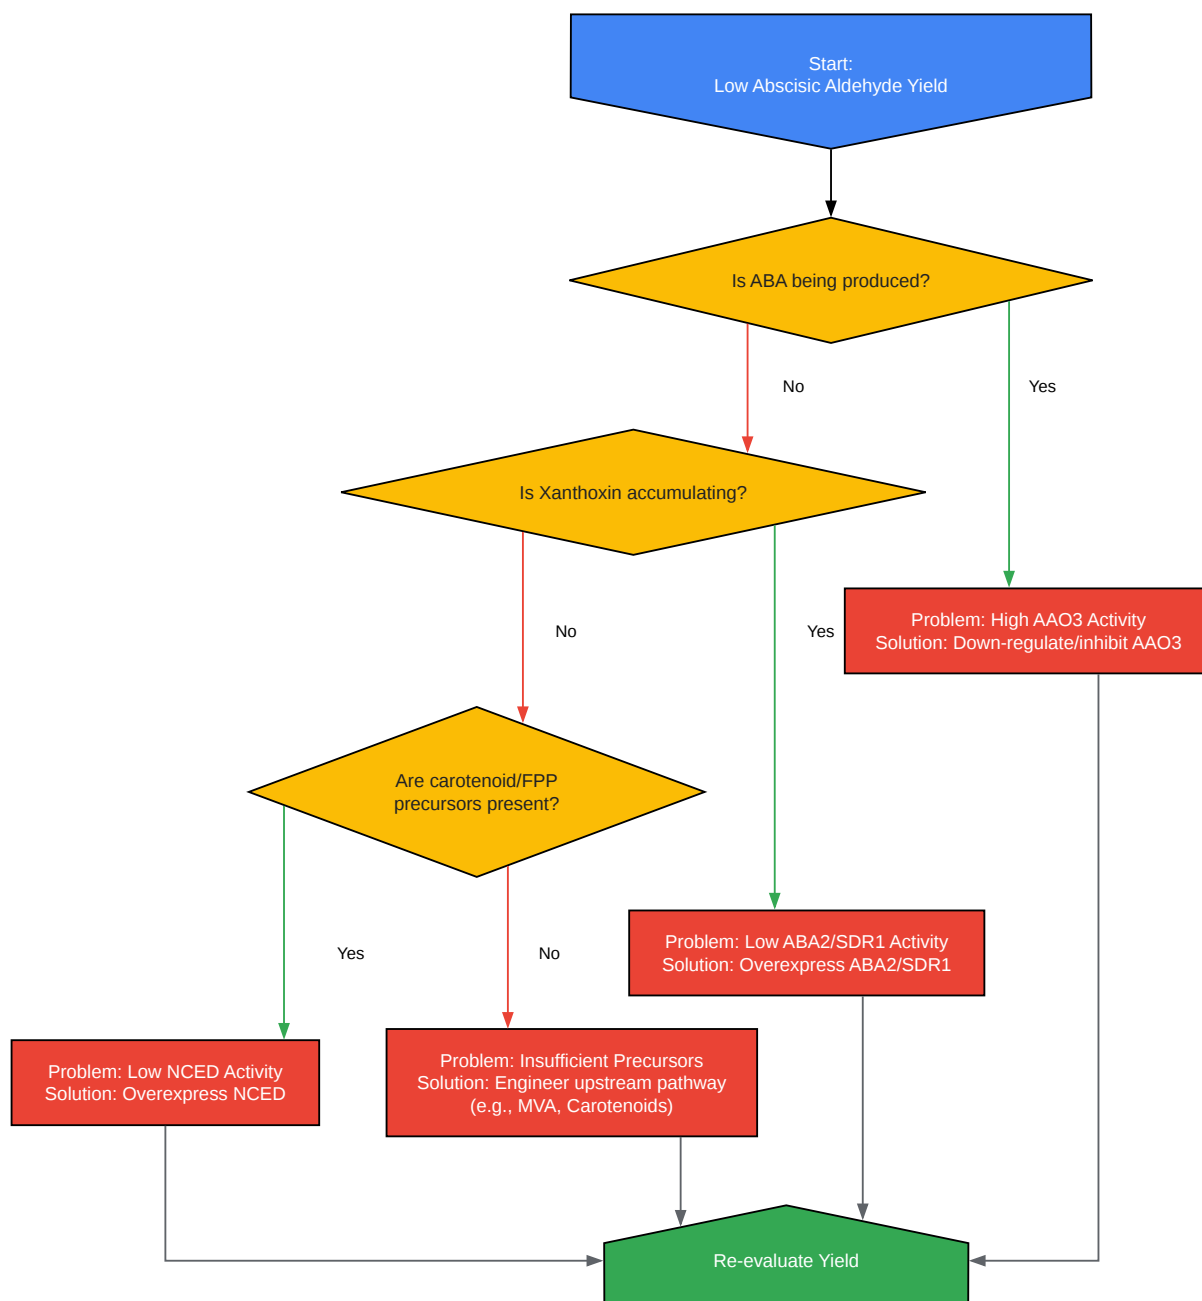 Start:
Low Abscisic Aldehyde Yield
Is ABA being produced?
No
Yes
Is Xanthoxin accumulating?
No
Yes
Problem: High AAO3 Activity
Solution: Down-regulate/inhibit AAO3
Are carotenoid/FPP
precursors present?
Yes
No
Problem: Low ABA2/SDR1 Activity
Solution: Overexpress ABA2/SDR1
Problem: Low NCED Activity
Solution: Overexpress NCED
Problem: Insufficient Precursors
Solution: Engineer upstream pathway
(e.g., MVA, Carotenoids)
Re-evaluate Yield